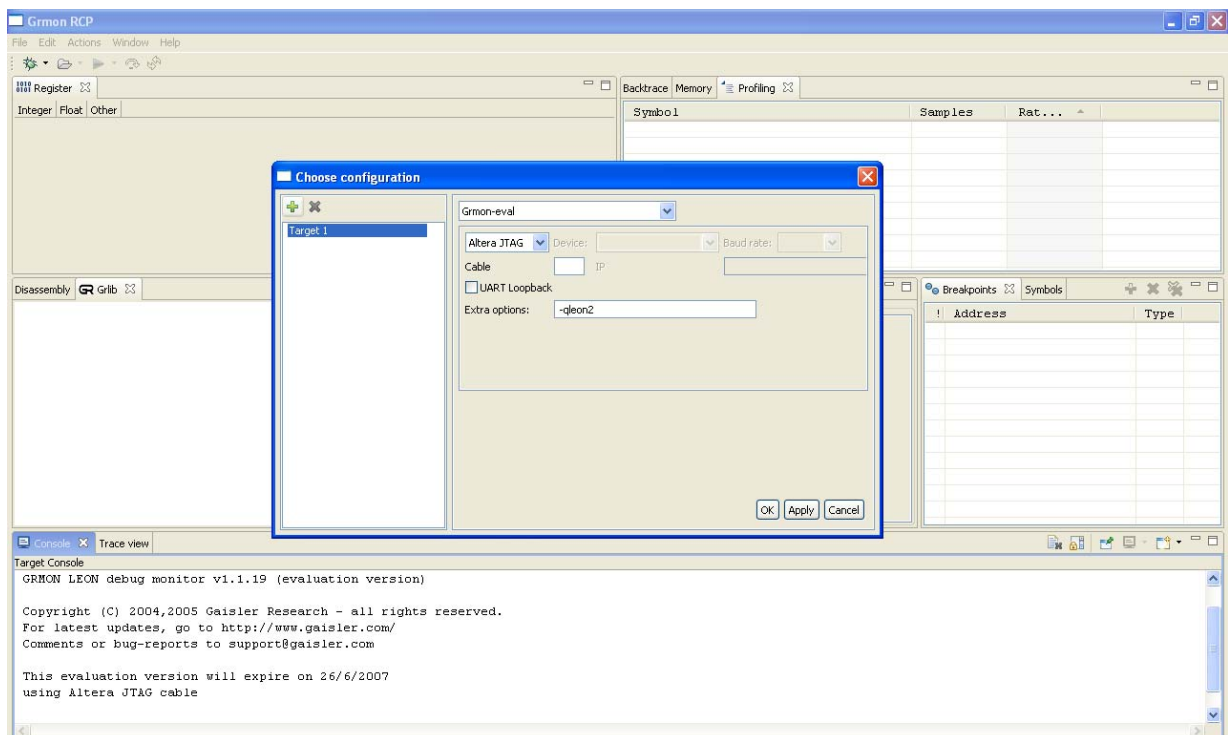 Grmon RCP
File Edit Actions Window Help
Register
Integer Float Other
Backtrace Memory Profiling
Symbol Samples Rat...
Choose configuration
Target 1
Grmon-eval
Altera JTAG Device: Baud rate:
Cable IP
UART Loopback
Extra options: -qleon2
OK Apply Cancel
Disassembly GR Grlib
Breakpoints Symbols
! Address Type
Console Trace view
Target Console
GRMON LEON debug monitor v1.1.19 (evaluation version)
Copyright (C) 2004,2005 Gaisler Research - all rights reserved.
For latest updates, go to http://www.gaisler.com/
Comments or bug-reports to support@gaisler.com
This evaluation version will expire on 26/6/2007
using Altera JTAG cable